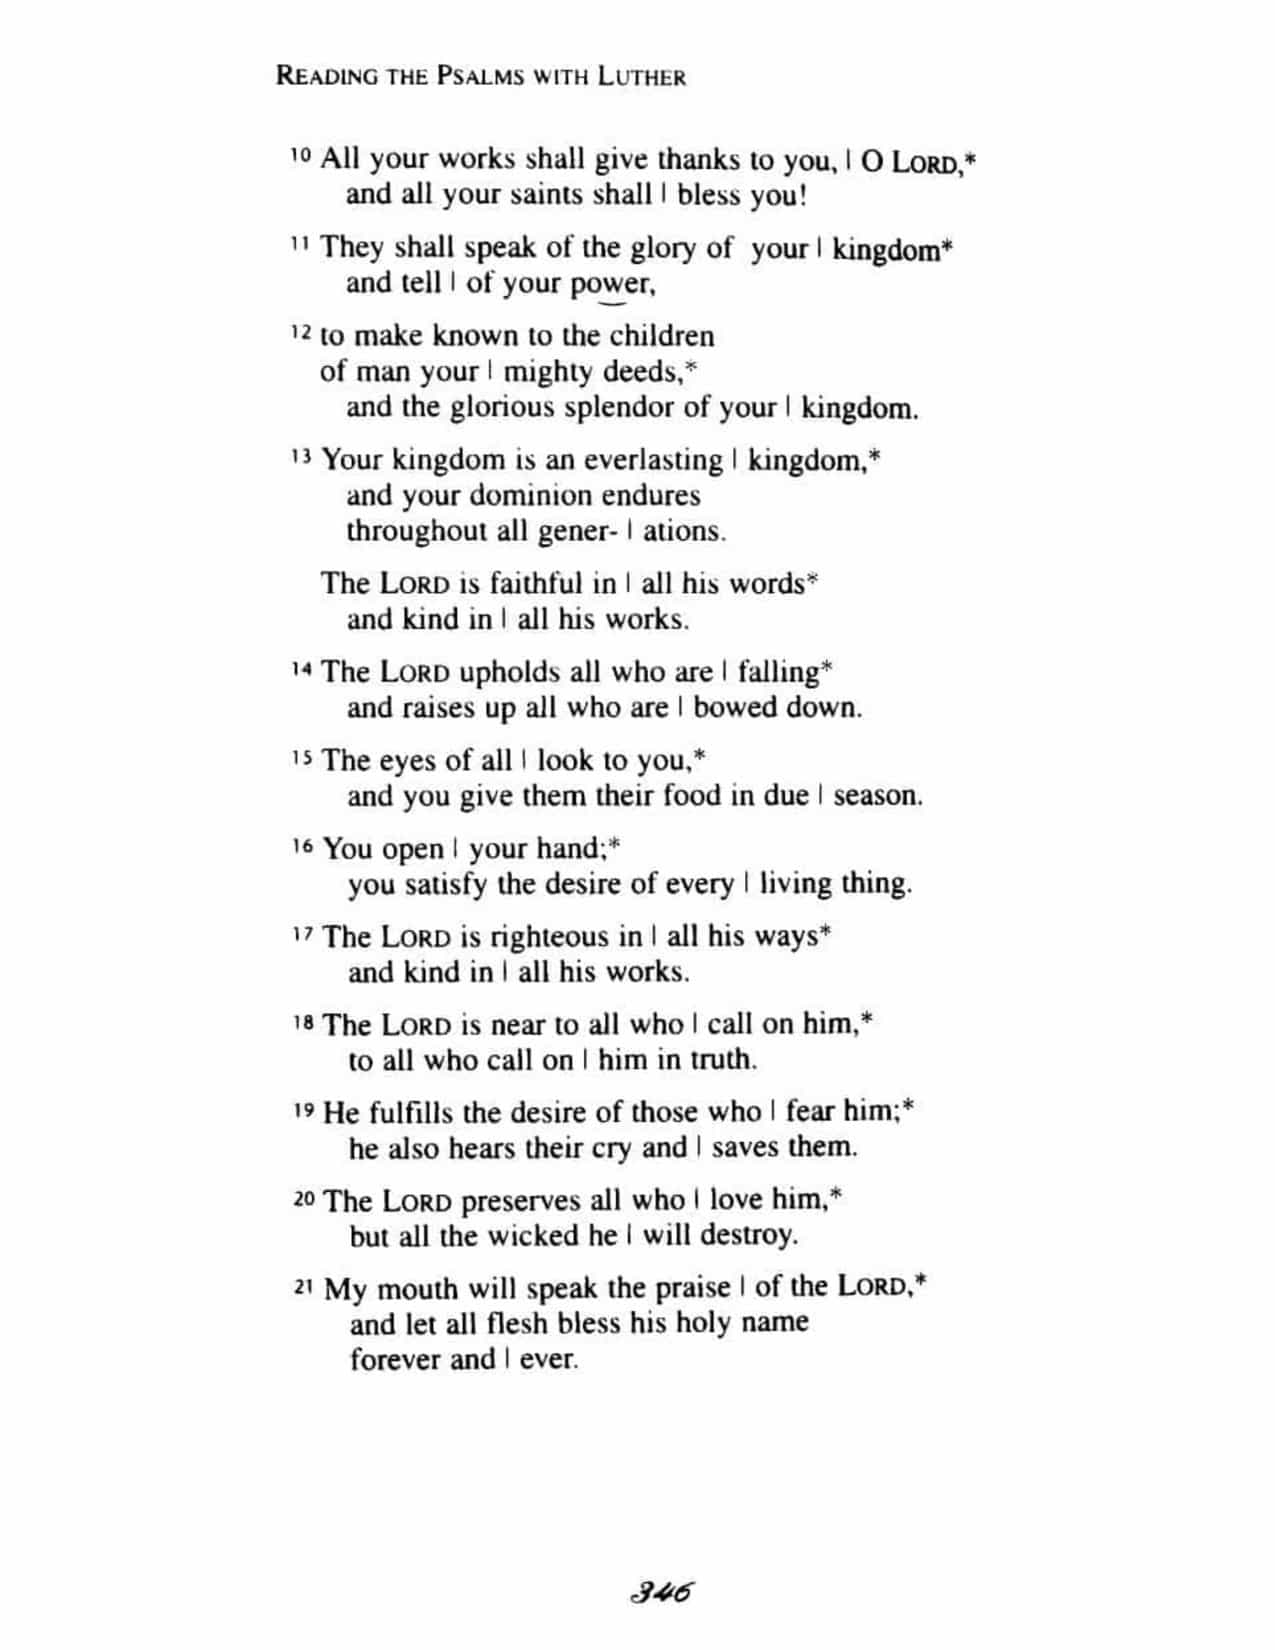 READING THE PSALMS WITH LUTHER
10 All your works shall give thanks to you, | O LORD,*
and all your saints shall | bless you!
11 They shall speak of the glory of your | kingdom*
and tell | of your power,
12 to make known to the children
of man your | mighty deeds,*
and the glorious splendor of your | kingdom.
13 Your kingdom is an everlasting | kingdom,*
and your dominion endures
throughout all gener- | ations.
The LORD is faithful in | all his words*
and kind in | all his works.
14 The LORD upholds all who are | falling*
and raises up all who are | bowed down.
15 The eyes of all | look to you,*
and you give them their food in due | season.
16 You open | your hand;*
you satisfy the desire of every | living thing.
17 The LORD is righteous in | all his ways*
and kind in | all his works.
18 The LORD is near to all who | call on him,*
to all who call on | him in truth.
19 He fulfills the desire of those who | fear him;*
he also hears their cry and | saves them.
20 The LORD preserves all who | love him,*
but all the wicked he | will destroy.
21 My mouth will speak the praise | of the LORD,*
and let all flesh bless his holy name
forever and | ever.
346